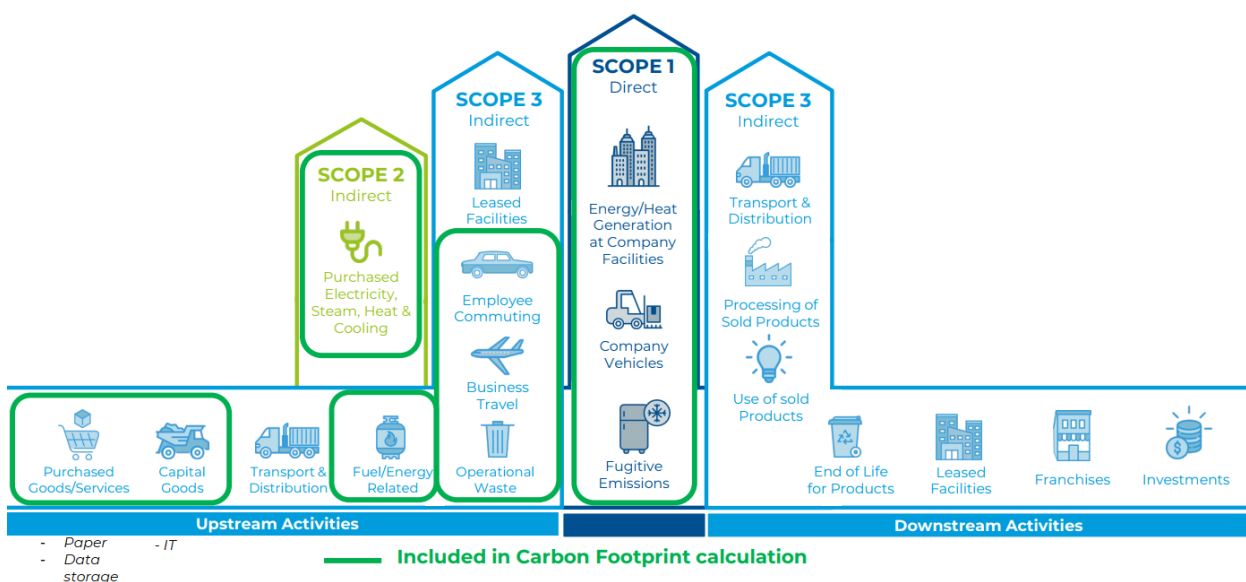 SCOPE 1
Direct
Energy/Heat
Generation
at Company
Facilities
Company
Vehicles
Fugitive
Emissions
SCOPE 3
Indirect
Leased
Facilities
Employee
Commuting
Business
Travel
Operational
Waste
SCOPE 3
Indirect
Transport &
Distribution
Processing of
Sold Products
Use of sold
Products
SCOPE 2
Indirect
Purchased
Electricity,
Steam, Heat &
Cooling
Purchased
Goods/Services
Capital
Goods
Transport &
Distribution
Fuel/Energy
Related
End of Life
for Products
Leased
Facilities
Franchises
Investments
Upstream Activities
Downstream Activities
- Paper
- Data
storage
- IT
Included in Carbon Footprint calculation